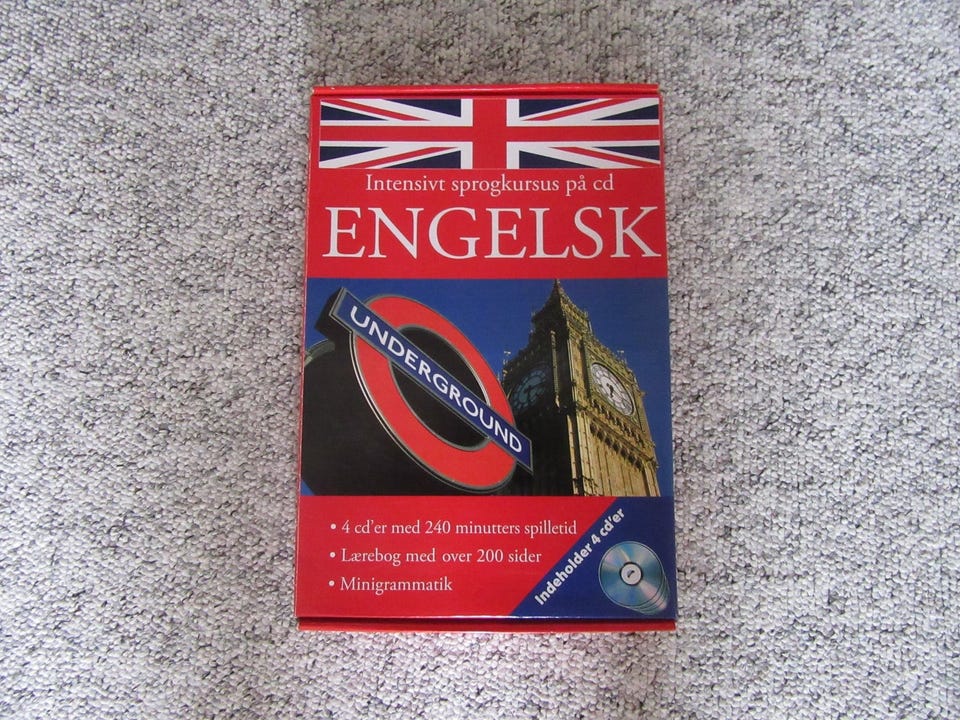 Intensivt sprogkursus på cd
ENGELSK
UNDERGROUND
• 4 cd'er med 240 minutters spilletid
• Lærebog med over 200 sider
• Minigrammatik
Indeholder 4 cd'er